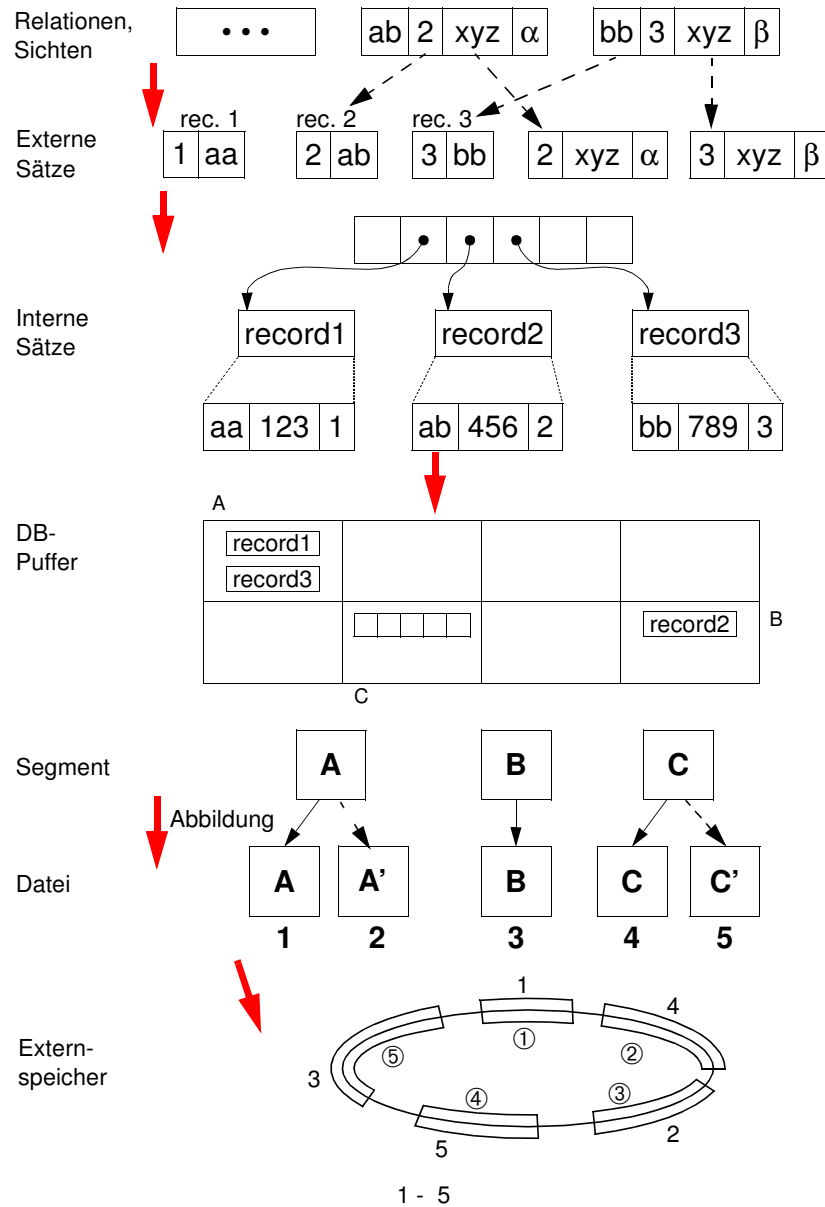 Relationen,
Sichten
• • •
ab 2 xyz α
bb 3 xyz β
rec. 1
rec. 2
rec. 3
Externe
Sätze
1 aa
2 ab
3 bb
2 xyz α
3 xyz β
Interne
Sätze
record1
record2
record3
aa 123 1
ab 456 2
bb 789 3
A
DB-
Puffer
record1
record3
record2
B
C
Segment
A
B
C
Abbildung
Datei
A
A’
B
C
C’
1
2
3
4
5
Extern-
speicher
1
4
①
②
⑤
3
④
③
5
2
1 - 5